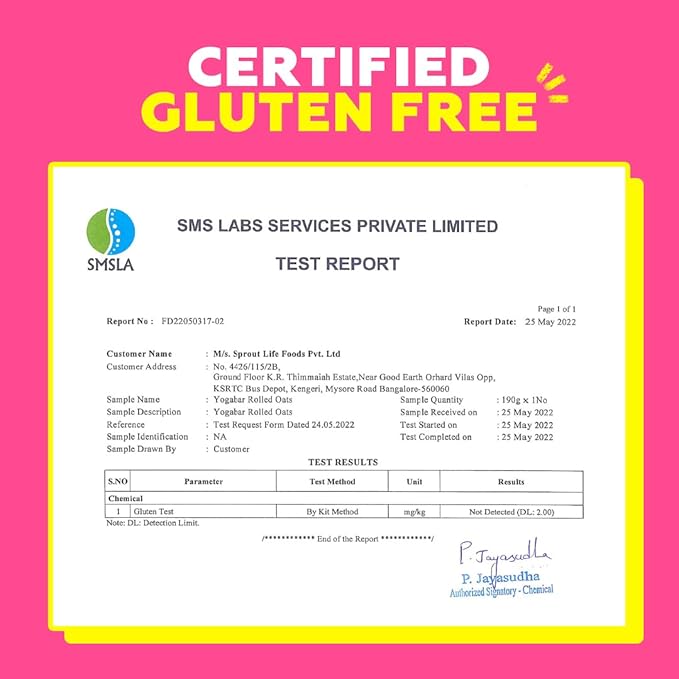 CERTIFIED
GLUTEN FREE
SMSLA
SMS LABS SERVICES PRIVATE LIMITED
TEST REPORT
Page 1 of 1
Report No : FD22050317-02 Report Date: 25 May 2022
Customer Name : M/s. Sprout Life Foods Pvt. Ltd
Customer Address : No. 4426/115/2B,
Ground Floor K.R. Thimmaiah Estate,Near Good Earth Orhard Vilas Opp,
KSRTC Bus Depot, Kengeri, Mysore Road Bangalore-560060
Sample Name : Yogabar Rolled Oats Sample Quantity : 190g x 1No
Sample Description : Yogabar Rolled Oats Sample Received on : 25 May 2022
Reference : Test Request Form Dated 24.05.2022 Test Started on : 25 May 2022
Sample Identification : NA Test Completed on : 25 May 2022
Sample Drawn By : Customer
TEST RESULTS
S.NO Parameter Test Method Unit Results
Chemical
1 Gluten Test By Kit Method mg/kg Not Detected (DL: 2.00)
Note: DL: Detection Limit.
/************ End of the Report ************/
P. Jayasudha
P. Jayasudha
Authorized Signatory - Chemical